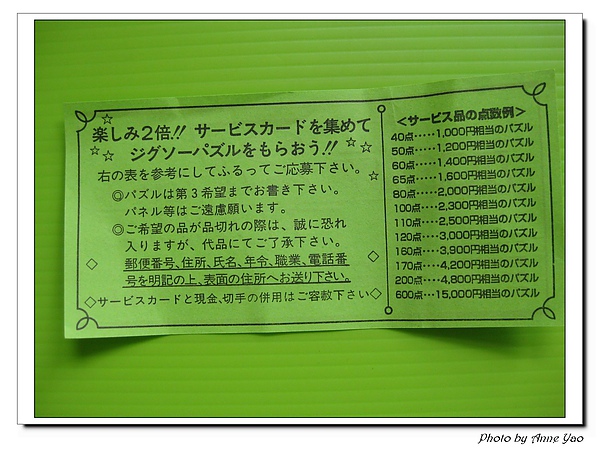 楽しみ2倍!! サービスカードを集めて
ジグソーパズルをもらおう!!
右の表を参考にしてふるってご応募下さい。
◎パズルは第3希望までお書き下さい。
パネル等はご遠慮願います。
◎ご希望の品が品切れの際は、誠に恐れ
入りますが、代品にてご了承下さい。
郵便番号、住所、氏名、年令、職業、電話番
号を明記の上、表面の住所へお送り下さい。
サービスカードと現金、切手の併用はご容赦下さい
<サービス品の点数例>
40点・・・・・1,000円相当のパズル
50点・・・・・1,200円相当のパズル
60点・・・・・1,400円相当のパズル
65点・・・・・1,600円相当のパズル
80点・・・・・2,000円相当のパズル
100点・・・・2,300円相当のパズル
110点・・・・2,500円相当のパズル
120点・・・・3,000円相当のパズル
160点・・・・3,900円相当のパズル
170点・・・・4,200円相当のパズル
200点・・・・4,800円相当のパズル
600点・・・15,000円相当のパズル
Photo by Anne Yao